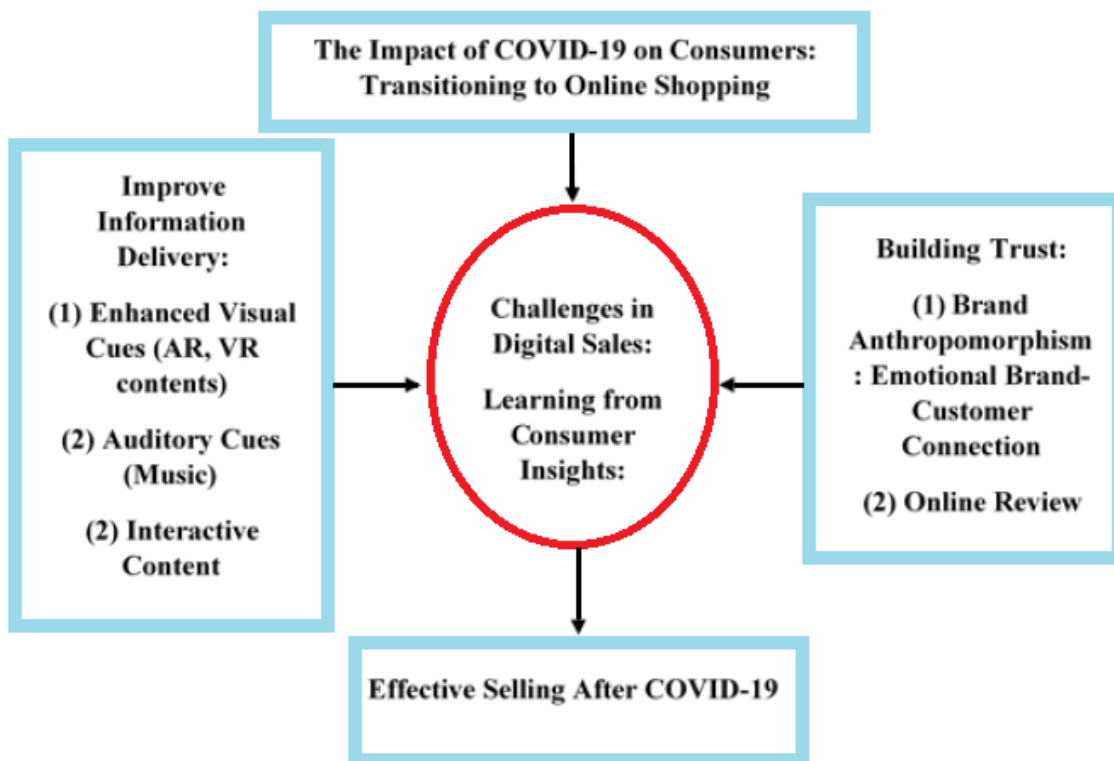 The Impact of COVID-19 on Consumers:
Transitioning to Online Shopping
Improve
Information
Delivery:
(1) Enhanced Visual
Cues (AR, VR
contents)
(2) Auditory Cues
(Music)
(2) Interactive
Content
Challenges in
Digital Sales:
Learning from
Consumer
Insights:
Building Trust:
(1) Brand
Anthropomorphism
: Emotional Brand-
Customer
Connection
(2) Online Review
Effective Selling After COVID-19